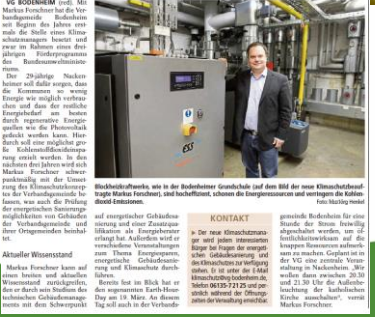 VG BODENHEIM (red). Mit
Markus Forschner hat die Ver-
bandsgemeinde Bodenheim
seit Beginn des Jahres erst-
mals die Stelle eines Klima-
schutzmanagers besetzt und
zwar im Rahmen eines drei-
jährigen Förderprogramms
des Bundesumweltministe-
riums.
Der 29-jährige Nacken-
heimer soll dafür sorgen, dass
die Kommunen so wenig
Energie wie möglich verbrau-
chen und dass der restliche
Energiebedarf am besten
durch regenerative Energie-
quellen wie die Photovoltaik
gedeckt werden kann. Hier-
durch soll eine möglichst gro-
ße Kohlenstoffdioxideinspa-
rung erzielt werden. In den
nächsten drei Jahren wird sich
Markus Forschner schwer-
punktmäßig mit der Umset-
zung des Klimaschutzkonzep-
tes der Verbandsgemeinde be-
fassen, was auch die Prüfung
der energetischen Sanierungs-
möglichkeiten von Gebäuden
der Verbandsgemeinde und
ihrer Ortsgemeinden beinhal-
tet.
Aktueller Wissensstand
Markus Forschner kann auf
einen breiten und aktuellen
Wissensstand zurückgreifen,
den er durch sein Studium des
technischen Gebäudemanage-
ments mit dem Schwerpunkt
ESS
Blockheizkraftwerke, wie in der Bodenheimer Grundschule (auf dem Bild der neue Klimaschutzbeauf-
tragte Markus Forschner), sind hocheffizient, schonen die Energieressourcen und verringern die Kohlen-
dioxid-Emissionen.
auf energetischer Gebäudesa-
nierung und einer Zusatzqua-
lifikation als Energieberater
erlangt hat. Außerdem wird er
verschiedene Veranstaltungen
zum Thema Energiesparen,
energetische Gebäudesanie-
rung und Klimaschutz durch-
führen.
Bereits fest im Blick hat er
den sogenannten Earth-Hour-
Day am 19. März. An diesem
Tag soll auch in der Verbands-
KONTAKT
Der neue Klimaschutzmana-
ger wird jedem interessierten
Bürger bei Fragen der energeti-
schen Gebäudesanierung und
des Klimaschutzes zur Verfügung
stehen. Er ist unter der E-Mail
klimaschutz@vg-bodenheim.de,
Telefon 06135-7 21 25 und per-
sönlich während der Öffnungs-
zeiten der Verwaltung erreichbar.
gemeinde Bodenheim für eine
Stunde der Strom freiwillig
abgeschaltet werden, um öf-
fentlichkeitswirksam auf die
knappen Ressourcen aufmerk-
sam zu machen. Geplant ist in
der VG eine zentrale Veran-
staltung in Nackenheim. „Wir
wollen dann zwischen 20.30
und 21.30 Uhr die Außenbe-
leuchtung der katholischen
Kirche ausschalten“, verrät
Markus Forschner.